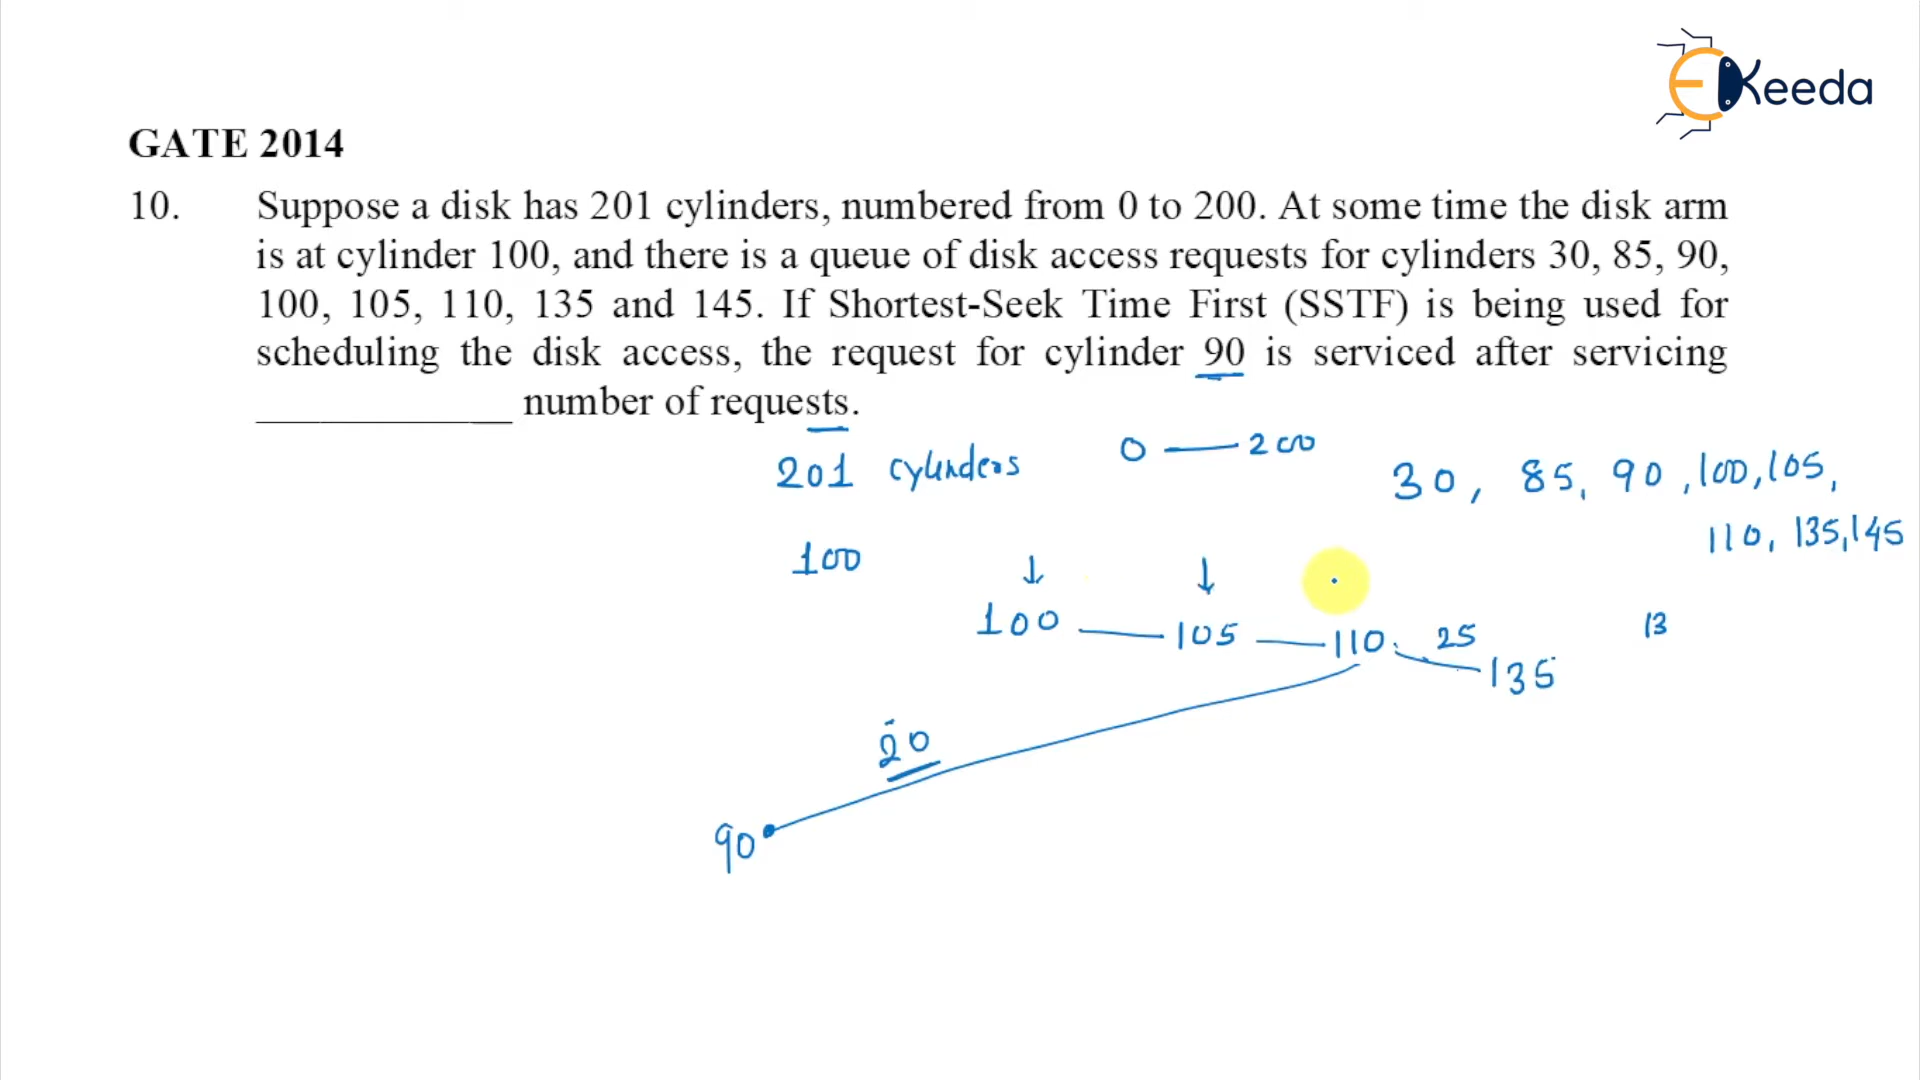 EKeeda
GATE 2014
10. Suppose a disk has 201 cylinders, numbered from 0 to 200. At some time the disk arm
is at cylinder 100, and there is a queue of disk access requests for cylinders 30, 85, 90,
100, 105, 110, 135 and 145. If Shortest-Seek Time First (SSTF) is being used for
scheduling the disk access, the request for cylinder 90 is serviced after servicing
____________ number of requests.
201 cylinders
0 — 200
30, 85, 90, 100, 105,
110, 135, 145
100
100 — 105 — 110 25 135
13
20
90